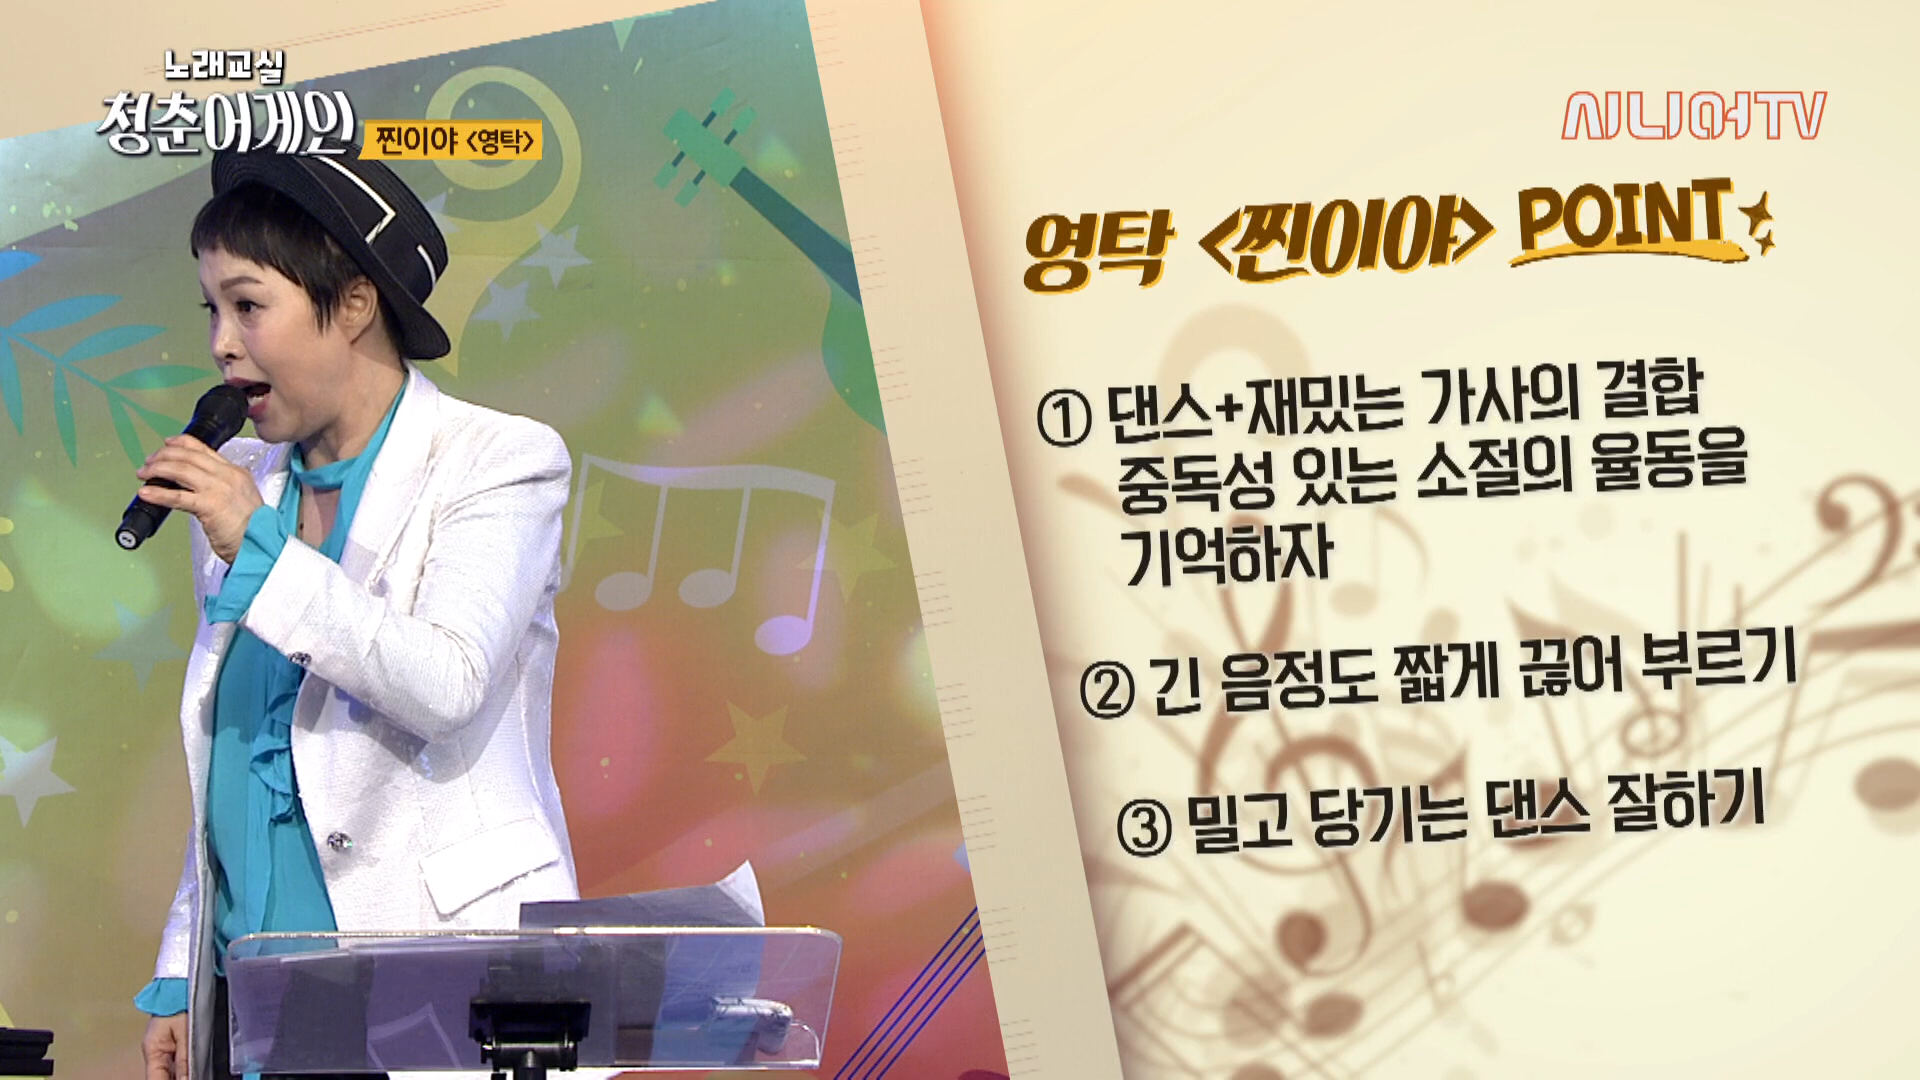 노래교실
청춘어게인
찐이야 <영탁>
시니어TV
영탁 <찐이야> POINT
① 댄스+재밌는 가사의 결합
중독성 있는 소절의 율동을
기억하자
② 긴 음정도 짧게 끊어 부르기
③ 밀고 당기는 댄스 잘하기